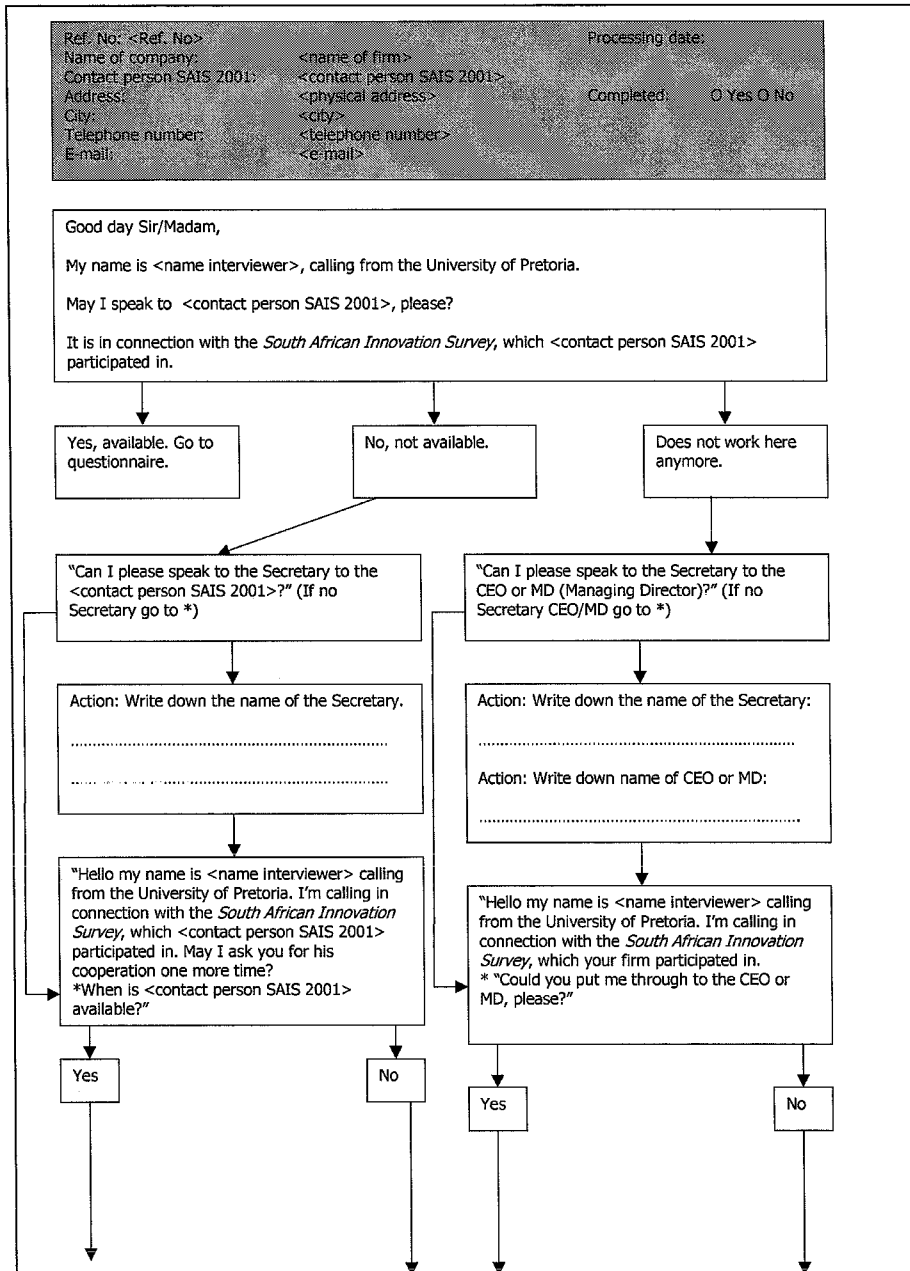 Ref. No: <Ref. No> Processing date:
Name of company: <name of firm>
Contact person SAIS 2001: <contact person SAIS 2001>
Address: <physical address> Completed: O Yes O No
City: <city>
Telephone number: <telephone number>
E-mail: <e-mail>
Good day Sir/Madam,
My name is <name interviewer>, calling from the University of Pretoria.
May I speak to <contact person SAIS 2001>, please?
It is in connection with the South African Innovation Survey, which <contact person SAIS 2001>
participated in.
Yes, available. Go to
questionnaire.
No, not available.
Does not work here
anymore.
"Can I please speak to the Secretary to the
<contact person SAIS 2001>?" (If no
Secretary go to *)
"Can I please speak to the Secretary to the
CEO or MD (Managing Director)?" (If no
Secretary CEO/MD go to *)
Action: Write down the name of the Secretary.
................................................................
................................................................
Action: Write down the name of the Secretary:
................................................................
Action: Write down name of CEO or MD:
................................................................
"Hello my name is <name interviewer> calling
from the University of Pretoria. I'm calling in
connection with the South African Innovation
Survey, which <contact person SAIS 2001>
participated in. May I ask you for his
cooperation one more time?
*When is <contact person SAIS 2001>
available?"
"Hello my name is <name interviewer> calling
from the University of Pretoria. I'm calling in
connection with the South African Innovation
Survey, which your firm participated in.
* "Could you put me through to the CEO or
MD, please?"
Yes
No
Yes
No